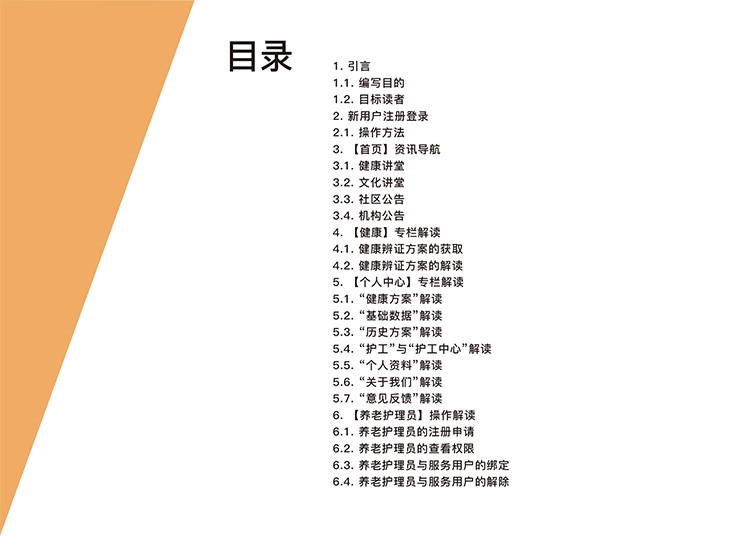 目录
1. 引言
1.1. 编写目的
1.2. 目标读者
2. 新用户注册登录
2.1. 操作方法
3. 【首页】资讯导航
3.1. 健康讲堂
3.2. 文化讲堂
3.3. 社区公告
3.4. 机构公告
4. 【健康】专栏解读
4.1. 健康辨证方案的获取
4.2. 健康辨证方案的解读
5. 【个人中心】专栏解读
5.1. “健康方案”解读
5.2. “基础数据”解读
5.3. “历史方案”解读
5.4. “护工”与“护工中心”解读
5.5. “个人资料”解读
5.6. “关于我们”解读
5.7. “意见反馈”解读
6. 【养老护理员】操作解读
6.1. 养老护理员的注册申请
6.2. 养老护理员的查看权限
6.3. 养老护理员与服务用户的绑定
6.4. 养老护理员与服务用户的解除